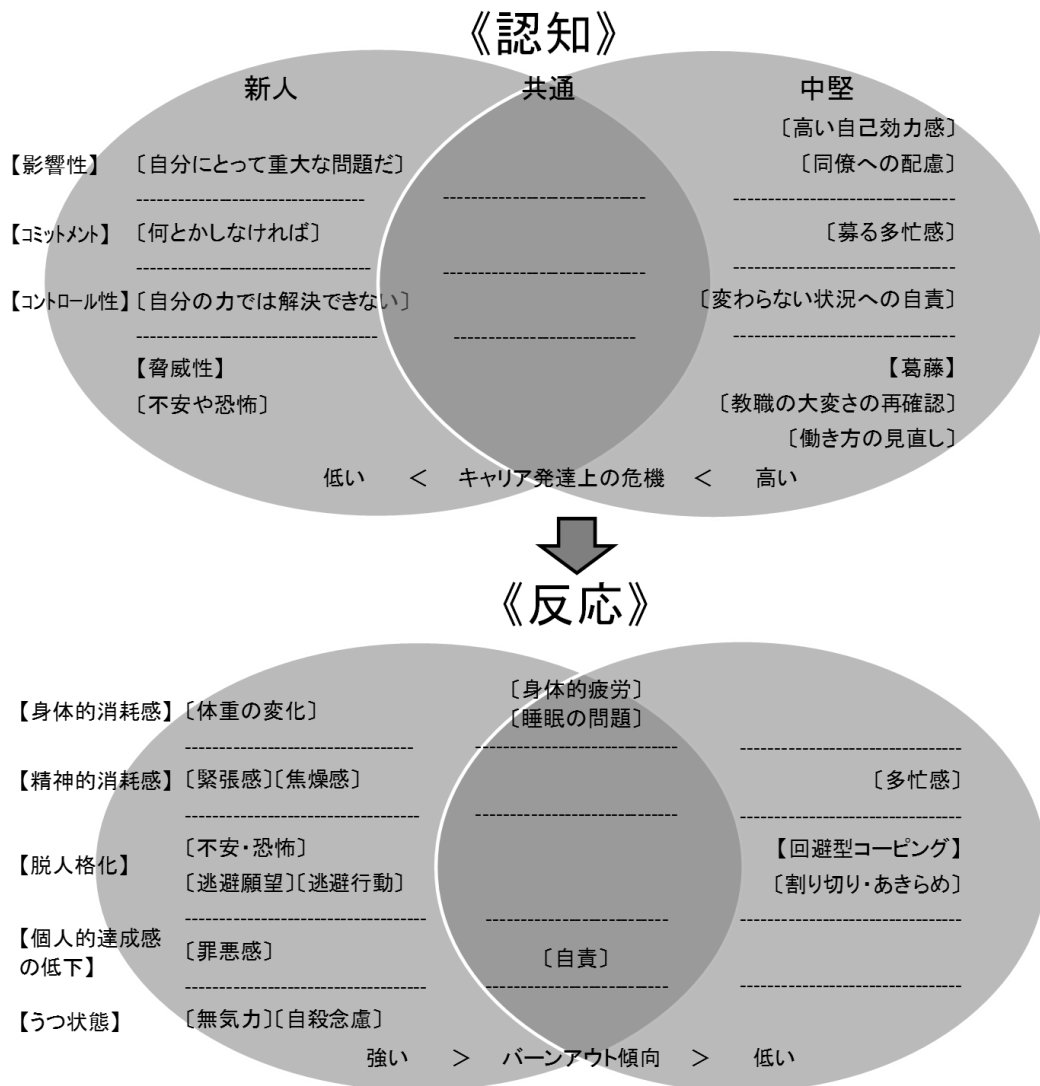 《認知》
新人 共通 中堅
〔高い自己効力感〕
【影響性】 〔自分にとって重大な問題だ〕 〔同僚への配慮〕
【コミットメント】 〔何とかしなければ〕 〔募る多忙感〕
【コントロール性】 〔自分の力では解決できない〕 〔変わらない状況への自責〕
【脅威性】 【葛藤】
〔不安や恐怖〕 〔教職の大変さの再確認〕
〔働き方の見直し〕
低い ＜ キャリア発達上の危機 ＜ 高い
《反応》
〔身体的疲労〕
【身体的消耗感】 〔体重の変化〕 〔睡眠の問題〕
【精神的消耗感】 〔緊張感〕〔焦燥感〕 〔多忙感〕
【脱人格化】 〔不安・恐怖〕 【回避型コーピング】
〔逃避願望〕〔逃避行動〕 〔割り切り・あきらめ〕
【個人的達成感
の低下】 〔罪悪感〕 〔自責〕
【うつ状態】 〔無気力〕〔自殺念慮〕
強い ＞ バーンアウト傾向 ＞ 低い